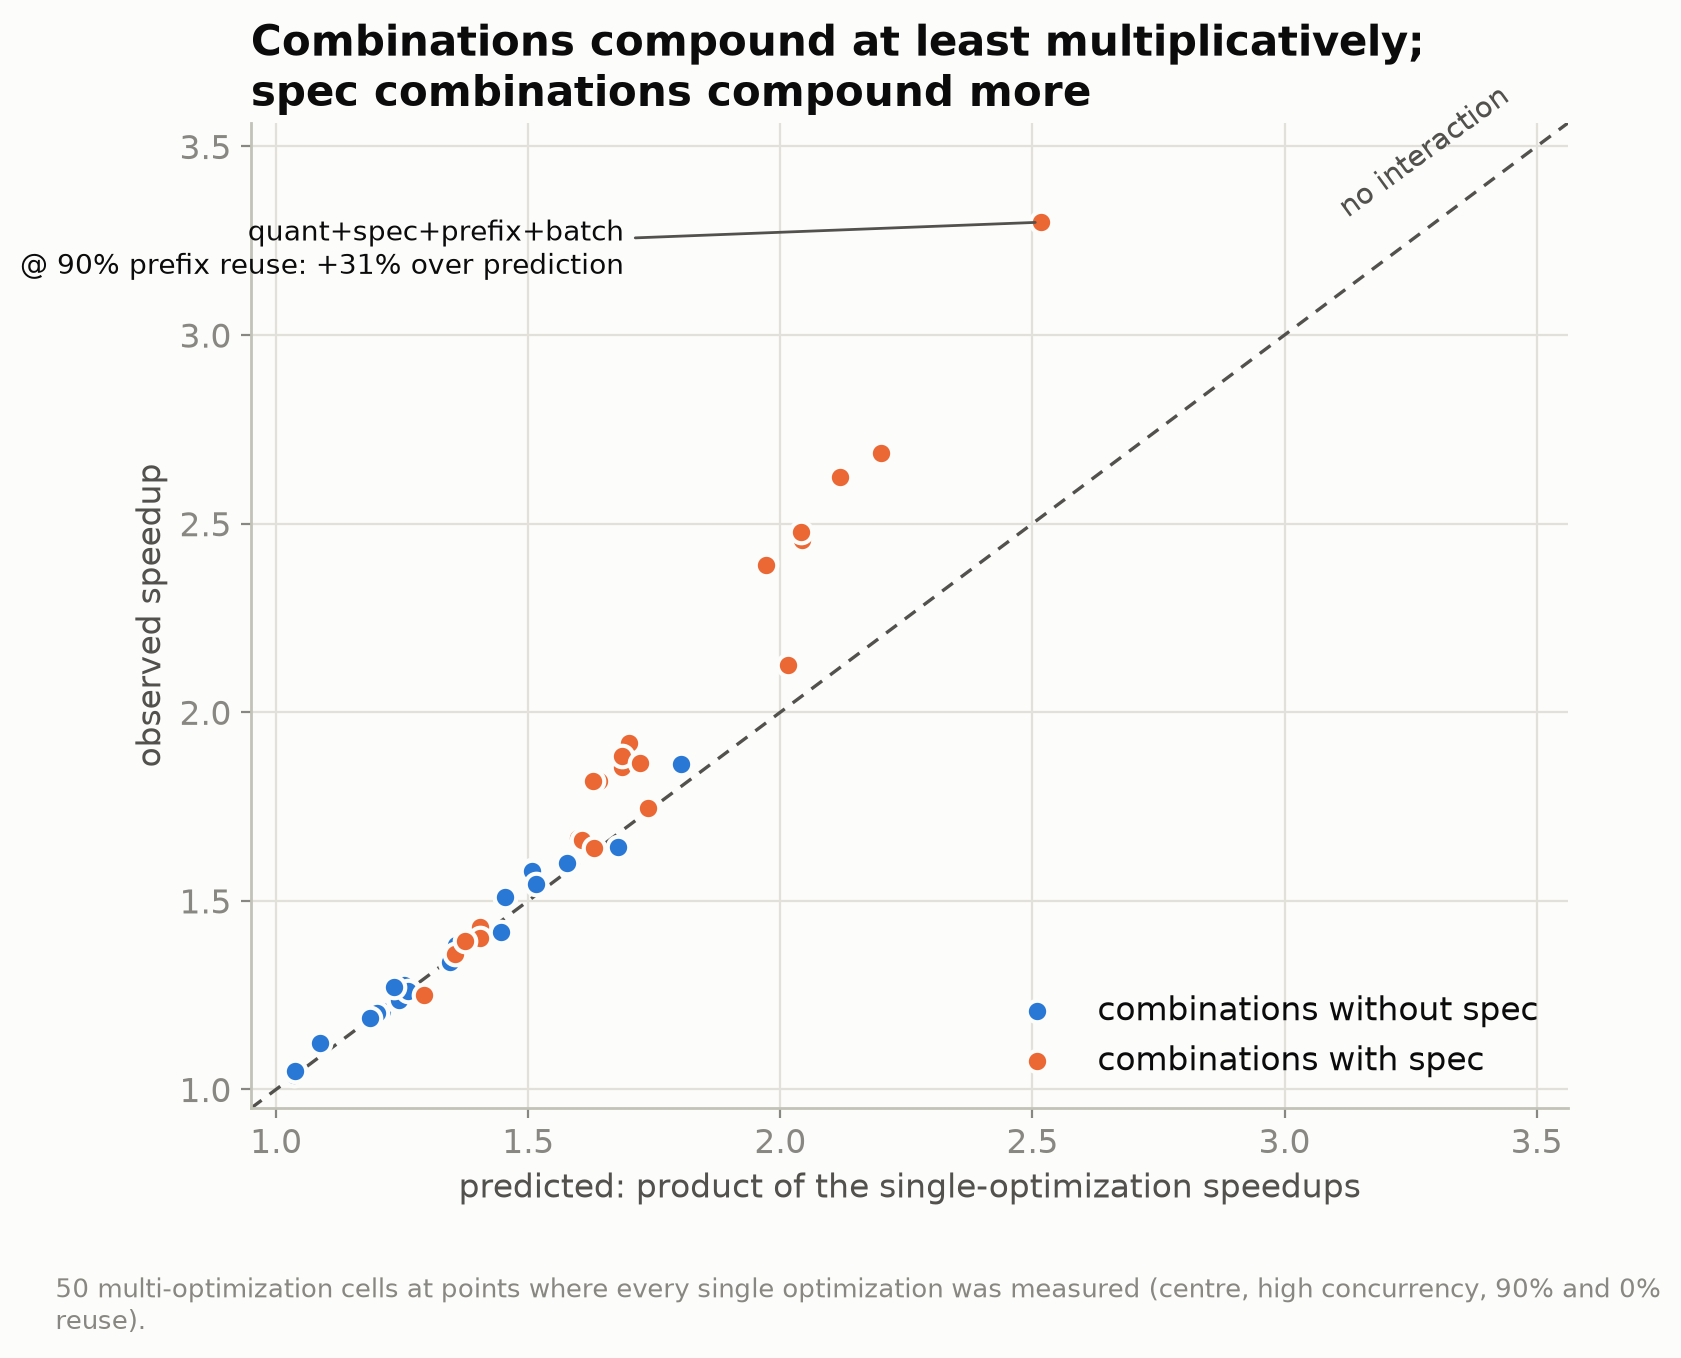 Combinations compound at least multiplicatively;
spec combinations compound more
no interaction
3.5
quant+spec+prefix+batch
@ 90% prefix reuse: +31% over prediction
3.0
2.5
observed speedup
2.0
1.5
combinations without spec
combinations with spec
1.0
1.0 1.5 2.0 2.5 3.0 3.5
predicted: product of the single-optimization speedups
50 multi-optimization cells at points where every single optimization was measured (centre, high concurrency, 90% and 0%
reuse).